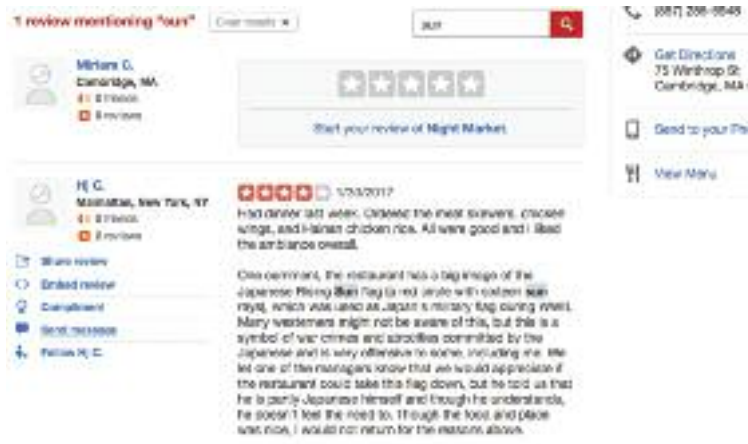 1 review mentioning "sun"
Clear results ×
sun
Miriam C.
Cambridge, MA
0 friends
0 reviews
Start your review of Night Market.
Hj C.
Manhattan, New York, NY
0 friends
8 reviews
Share review
Embed review
Compliment
Send message
Follow Hj C.
1/30/2017
Had dinner last week. Ordered the meat skewers, chicken
wings, and Hainan chicken rice. All were good and I liked
the ambiance overall.
One comment, the restaurant has a big image of the
Japanese Rising Sun flag (a red circle with sixteen sun
rays), which was used as Japan's military flag during WWII.
Many westerners might not be aware of this, but this is a
symbol of war crimes and atrocities committed by the
Japanese and is very offensive to some, including me. We
let one of the managers know that we would appreciate if
the restaurant could take this flag down, but he told us that
he is partly Japanese himself and though he understands,
he doesn't feel the need to. Though the food and place
was nice, I would not return for the reasons above.
(857) 285-6948
Get Directions
75 Winthrop St
Cambridge, MA
Send to your Ph
View Menu